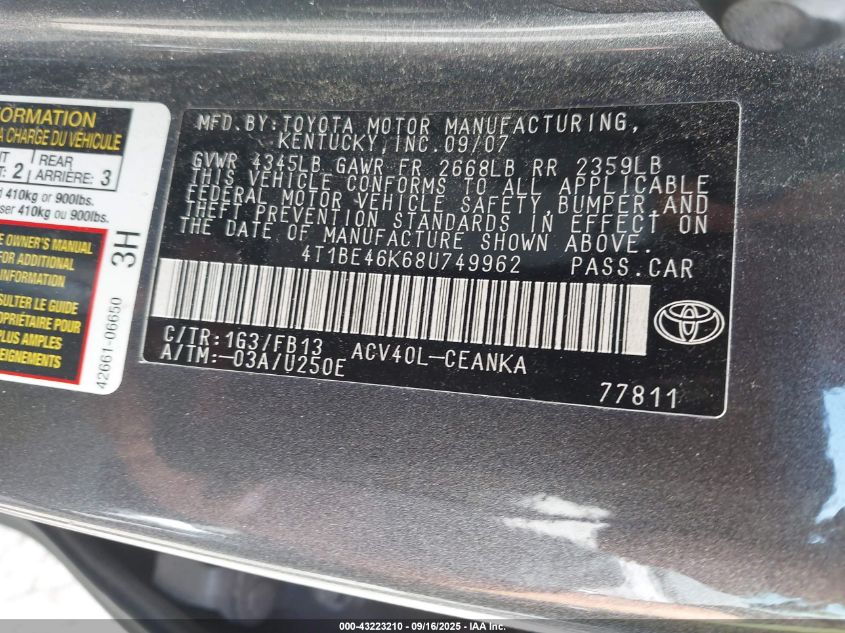 ORMATION
A CHARGE DU VÉHICULE
2 REAR ARRIÈRE: 3
410kg or 900lbs.
ser 410kg ou 900lbs.
OWNER'S MANUAL
FOR ADDITIONAL
INFORMATION
SULTER LE GUIDE
PROPRIÉTAIRE POUR
PLUS AMPLES
3H
42661-06650
MFD.BY:TOYOTA MOTOR MANUFACTURING,
KENTUCKY,INC.09/07
GVWR 4345LB GAWR FR 2668LB RR 2359LB
THIS VEHICLE CONFORMS TO ALL APPLICABLE
FEDERAL MOTOR VEHICLE SAFETY,BUMPER,AND
THEFT PREVENTION STANDARDS IN EFFECT ON
THE DATE OF MANUFACTURE SHOWN ABOVE.
4T1BE46K68U749962 PASS.CAR
C/TR:1G3/FB13 ACV40L-CEANKA
A/TM:-03A/U250E
77811
TOYOTA
000-43223210 - 09/16/2025 - IAA Inc.